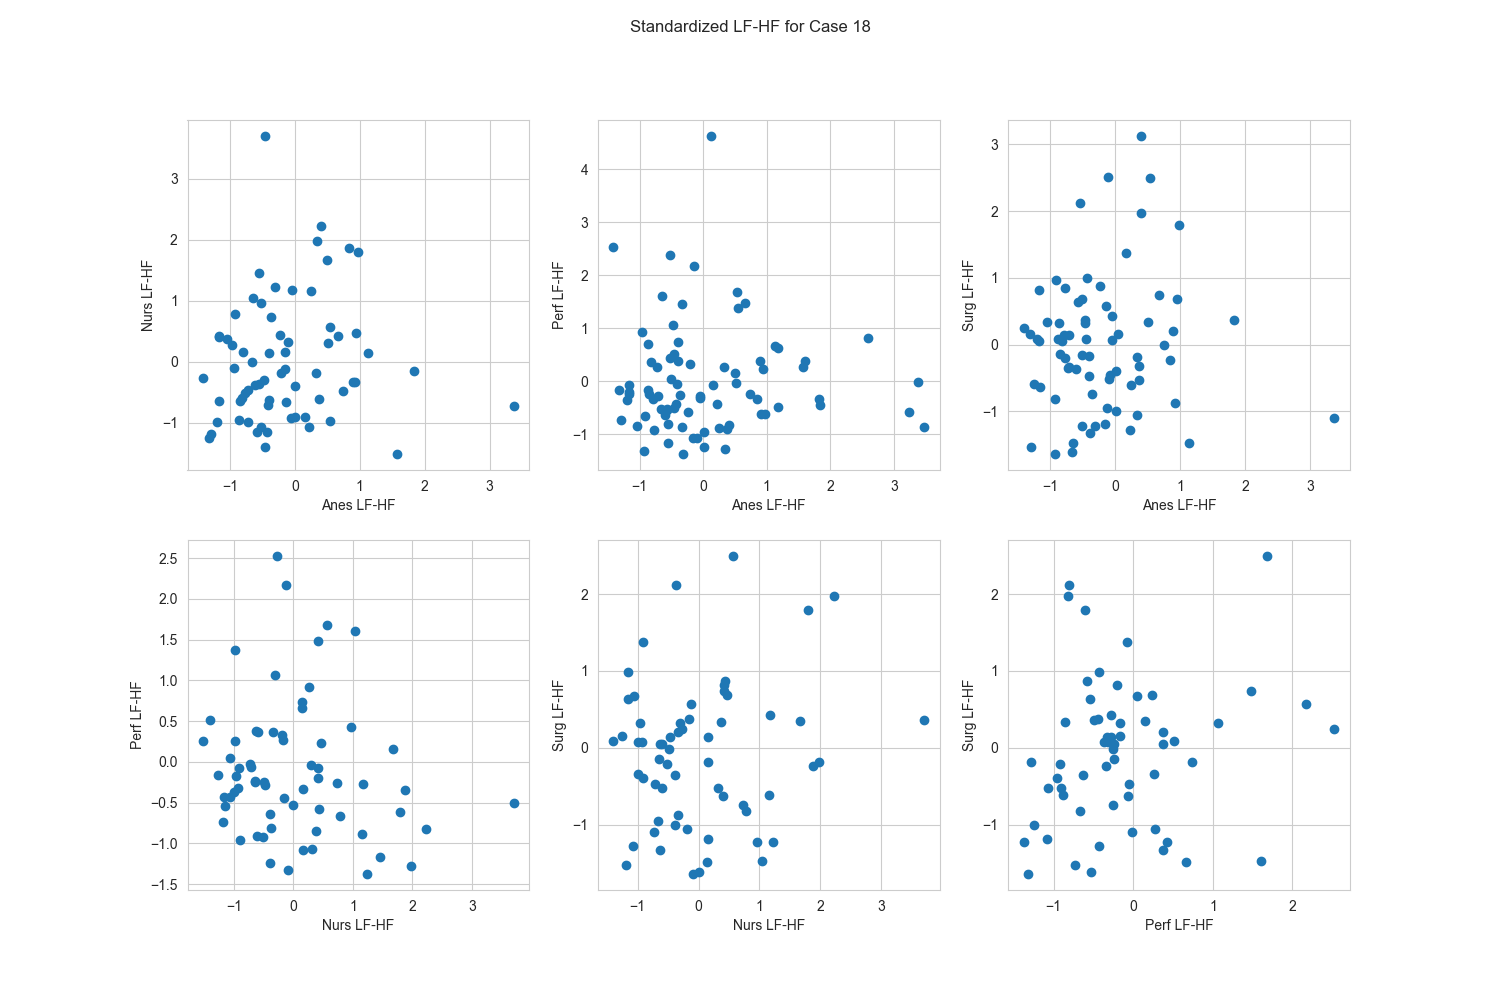 Standardized LF-HF for Case 18
Nurs LF-HF
3
2
1
0
−1
−1 0 1 2 3
Anes LF-HF
Perf LF-HF
4
3
2
1
0
−1
−1 0 1 2 3
Anes LF-HF
Surg LF-HF
3
2
1
0
−1
−1 0 1 2 3
Anes LF-HF
Perf LF-HF
2.5
2.0
1.5
1.0
0.5
0.0
−0.5
−1.0
−1.5
−1 0 1 2 3
Nurs LF-HF
Surg LF-HF
2
1
0
−1
−1 0 1 2 3
Nurs LF-HF
Surg LF-HF
2
1
0
−1
−1 0 1 2
Perf LF-HF